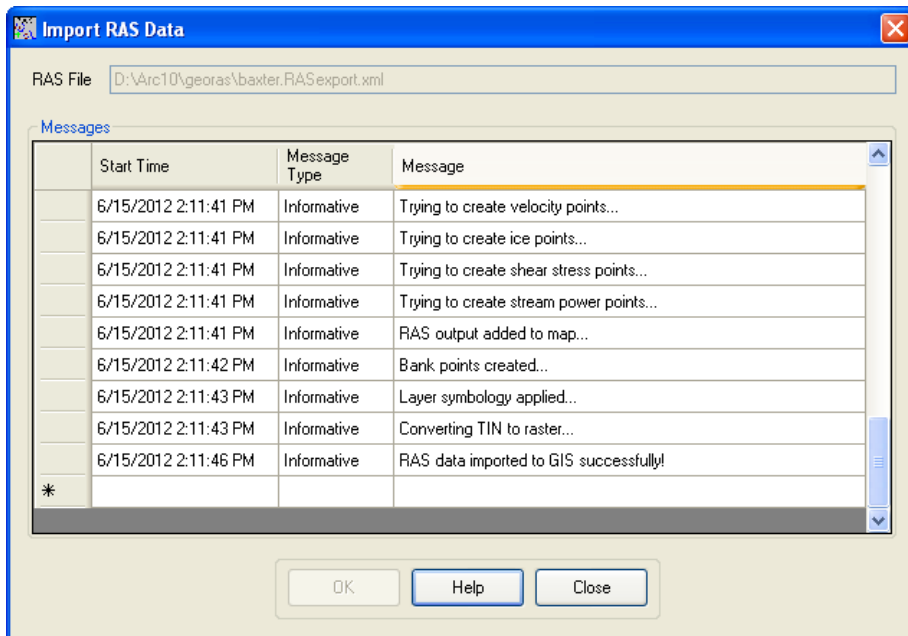 Import RAS Data
RAS File D:\Arc10\georas\baxter.RASexport.xml
Messages
Start Time Message Type Message
6/15/2012 2:11:41 PM Informative Trying to create velocity points...
6/15/2012 2:11:41 PM Informative Trying to create ice points...
6/15/2012 2:11:41 PM Informative Trying to create shear stress points...
6/15/2012 2:11:41 PM Informative Trying to create stream power points...
6/15/2012 2:11:41 PM Informative RAS output added to map...
6/15/2012 2:11:42 PM Informative Bank points created...
6/15/2012 2:11:43 PM Informative Layer symbology applied...
6/15/2012 2:11:43 PM Informative Converting TIN to raster...
6/15/2012 2:11:46 PM Informative RAS data imported to GIS successfully!
*
OK Help Close